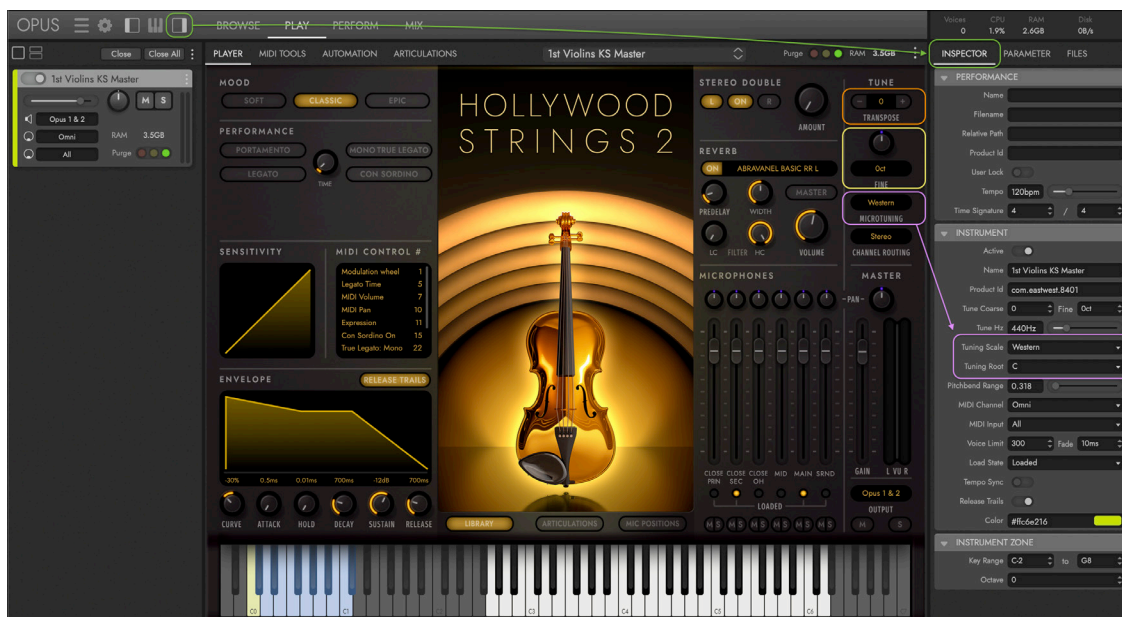 OPUS
BROWSE PLAY PERFORM MIX
Voices CPU RAM Disk
0 1.9% 2.6GB 0B/s
Close Close All
PLAYER MIDI TOOLS AUTOMATION ARTICULATIONS
1st Violins KS Master
Purge RAM 3.5GB
INSPECTOR PARAMETER FILES
1st Violins KS Master
M S
Opus 1 & 2
Omni RAM 3.5GB
All Purge
MOOD
SOFT CLASSIC EPIC
PERFORMANCE
PORTAMENTO MONO TRUE LEGATO
LEGATO CON SORDINO
TIME
SENSITIVITY
MIDI CONTROL #
Modulation wheel 1
Legato Time 5
MIDI Volume 7
MIDI Pan 10
Expression 11
Con Sordino On 15
True Legato: Mono 22
ENVELOPE
RELEASE TRAILS
-30% 0.5ms 0.01ms 700ms -12dB 700ms
CURVE ATTACK HOLD DECAY SUSTAIN RELEASE
HOLLYWOOD
STRINGS 2
LIBRARY ARTICULATIONS MIC POSITIONS
STEREO DOUBLE
L ON R
AMOUNT
REVERB
ON ABRAVANEL BASIC RR L
MASTER
PREDELAY WIDTH
LC FILTER HC VOLUME
MICROPHONES
-PAN-
CLOSE PRN CLOSE SEC CLOSE OH MID MAIN SRND
LOADED
M S M S M S M S M S M S
TUNE
- 0 +
TRANSPOSE
0ct
FINE
Western
MICROTUNING
Stereo
CHANNEL ROUTING
MASTER
GAIN L VU R
Opus 1 & 2
OUTPUT
M S
C0 C1 C2 C3 C4 C5 C6 C7
PERFORMANCE
Name
Filename
Relative Path
Product Id
User Lock
Tempo 120bpm
Time Signature 4 / 4
INSTRUMENT
Active
Name 1st Violins KS Master
Product Id com.eastwest.8401
Tune Coarse 0 Fine 0ct
Tune Hz 440Hz
Tuning Scale Western
Tuning Root C
Pitchbend Range 0.318
MIDI Channel Omni
MIDI Input All
Voice Limit 300 Fade 10ms
Load State Loaded
Tempo Sync
Release Trails
Color #ffc6e216
INSTRUMENT ZONE
Key Range C-2 to G8
Octave 0